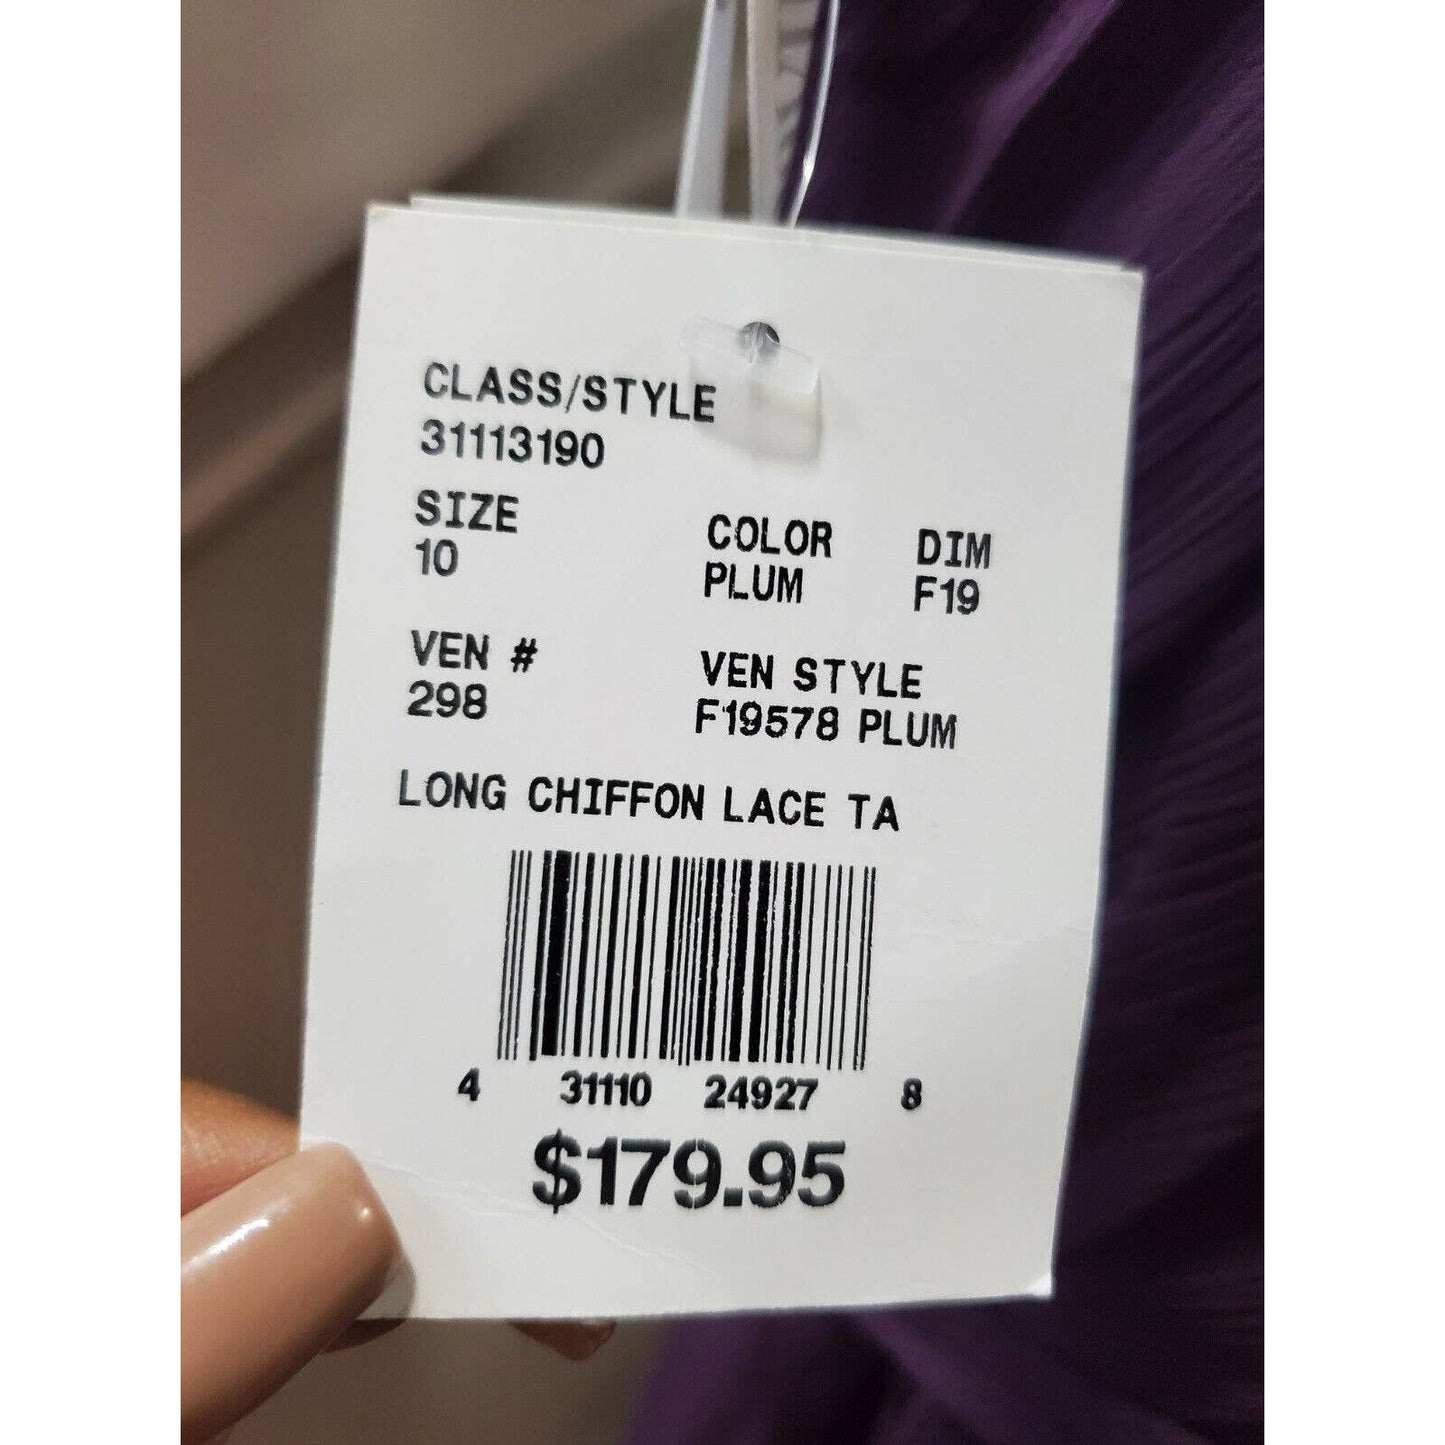 CLASS/STYLE
31113190
SIZE
10
COLOR DIM
PLUM F19
VEN # VEN STYLE
298 F19578 PLUM
LONG CHIFFON LACE TA
4 31110 24927 8
$179.95